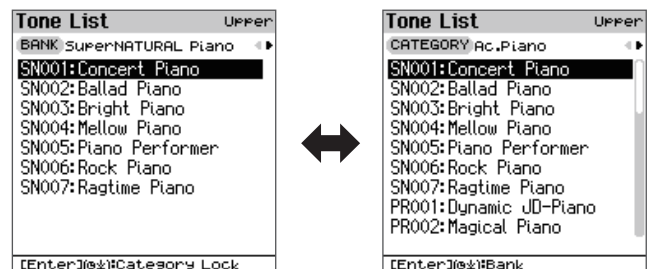 Tone List Upper
BANK SuperNATURAL Piano
SN001:Concert Piano
SN002:Ballad Piano
SN003:Bright Piano
SN004:Mellow Piano
SN005:Piano Performer
SN006:Rock Piano
SN007:Ragtime Piano
[Enter](@*):Category Lock
Tone List Upper
CATEGORY Ac.Piano
SN001:Concert Piano
SN002:Ballad Piano
SN003:Bright Piano
SN004:Mellow Piano
SN005:Piano Performer
SN006:Rock Piano
SN007:Ragtime Piano
PR001:Dynamic JD-Piano
PR002:Magical Piano
[Enter](@*):Bank